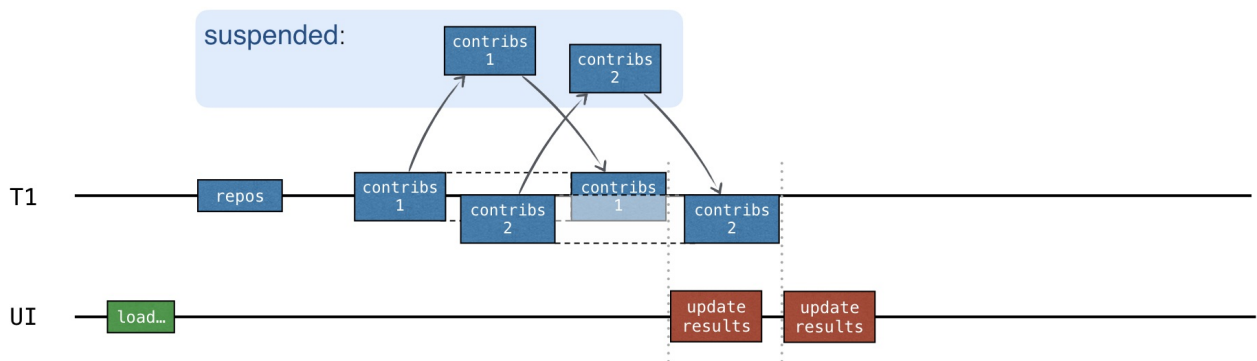 suspended:
contribs
1
contribs
2
T1
repos
contribs
1
contribs
2
contribs
1
contribs
2
UI
load…
update
results
update
results